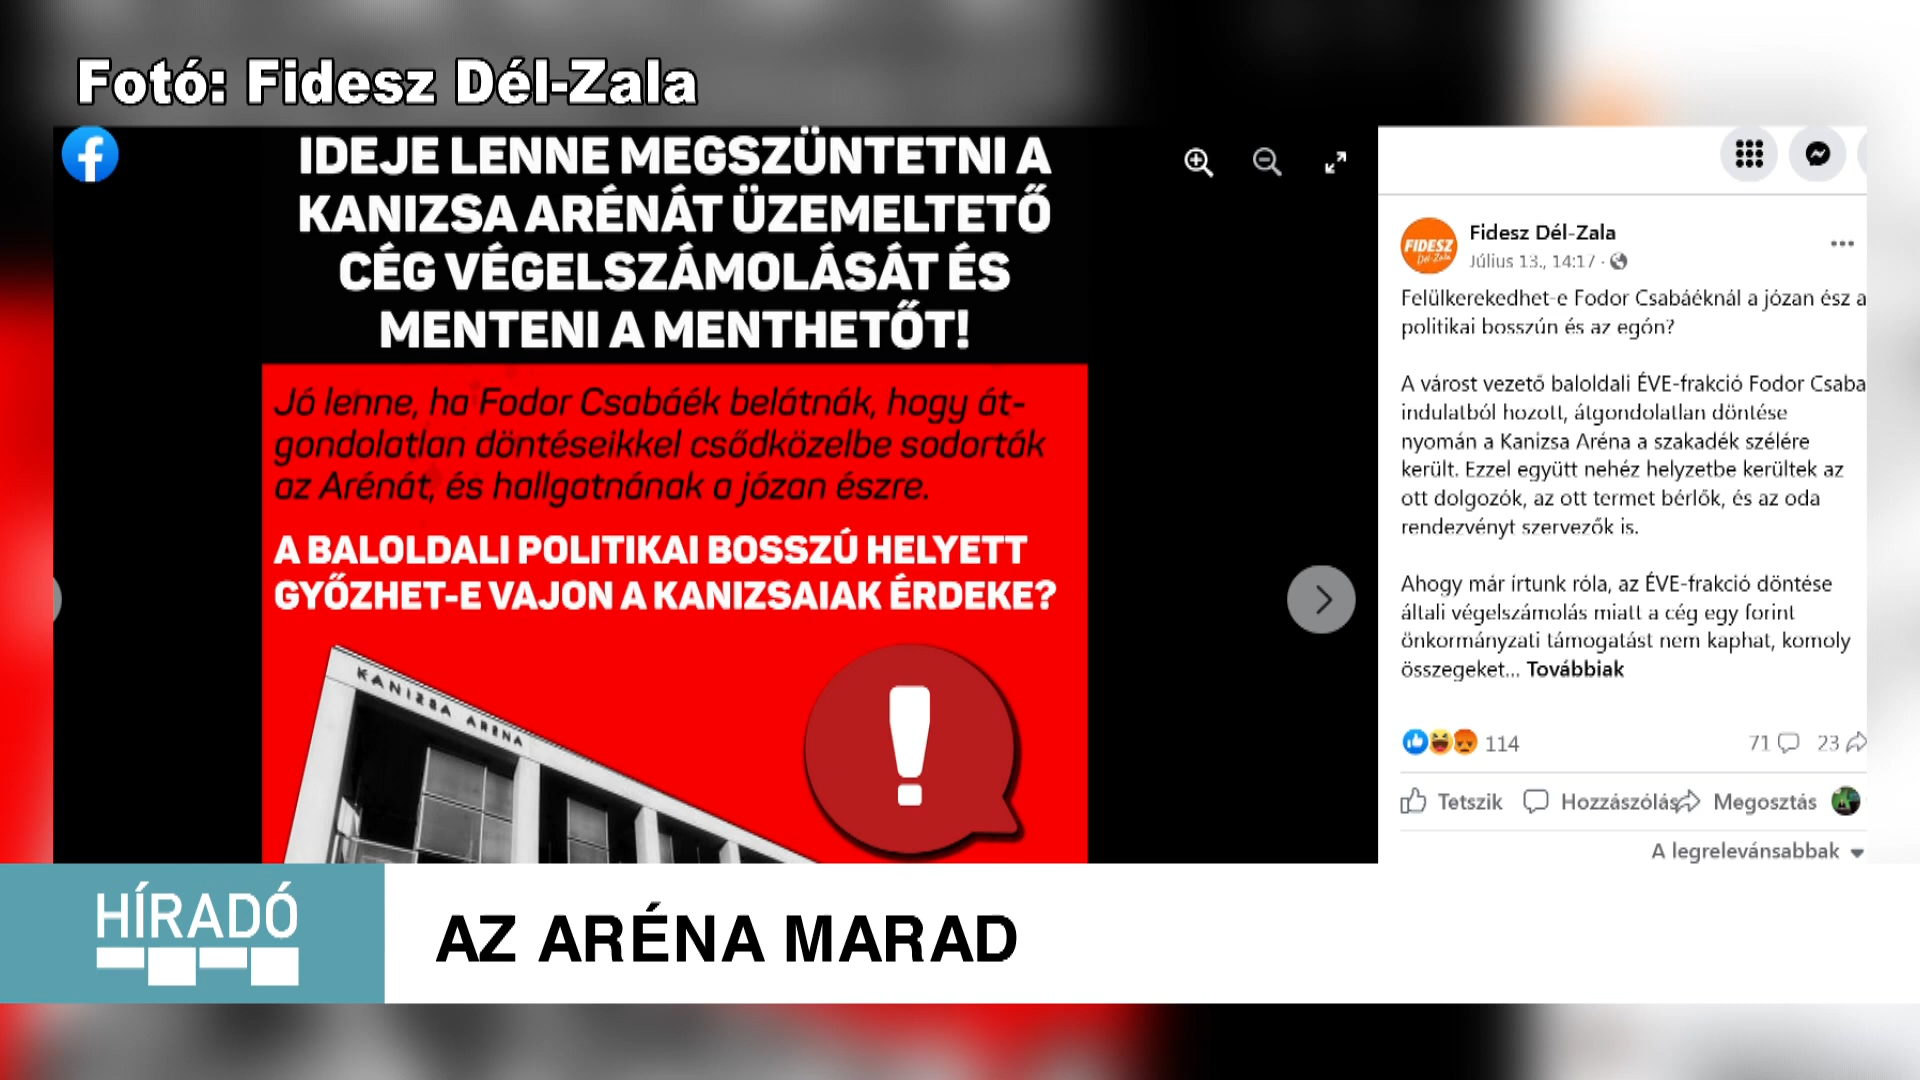 Fotó: Fidesz Dél-Zala
IDEJE LENNE MEGSZÜNTETNI A
KANIZSA ARÉNÁT ÜZEMELTETŐ
CÉG VÉGELSZÁMOLÁSÁT ÉS
MENTENI A MENTHETŐT!
Jó lenne, ha Fodor Csabáék belátnák, hogy át-
gondolatlan döntéseikkel csődközelbe sodorták
az Arénát, és hallgatnának a józan észre.
A BALOLDALI POLITIKAI BOSSZÚ HELYETT
GYŐZHET-E VAJON A KANIZSAIAK ÉRDEKE?
KANIZSA ARÉNA
FIDESZ
Dél-Zala
Fidesz Dél-Zala
Július 13., 14:17 ·
Felülkerekedhet-e Fodor Csabáéknál a józan ész a
politikai bosszún és az egón?
A várost vezető baloldali ÉVE-frakció Fodor Csaba
indulatból hozott, átgondolatlan döntése
nyomán a Kanizsa Aréna a szakadék szélére
került. Ezzel együtt nehéz helyzetbe kerültek az
ott dolgozók, az ott termet bérlők, és az oda
rendezvényt szervezők is.
Ahogy már írtunk róla, az ÉVE-frakció döntése
általi végelszámolás miatt a cég egy forint
önkormányzati támogatást nem kaphat, komoly
összegeket... Továbbiak
114
71 23
Tetszik Hozzászólás Megosztás
A legrelevánsabbak
HÍRADÓ
AZ ARÉNA MARAD